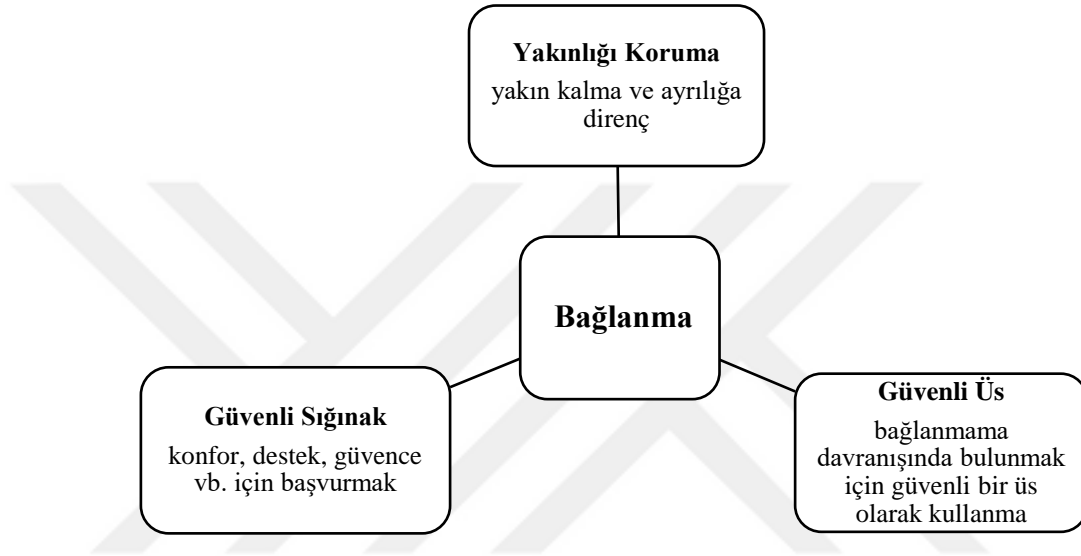 Yakınlığı Koruma
yakın kalma ve ayrılığa
direnç
Bağlanma
Güvenli Sığınak
konfor, destek, güvence
vb. için başvurmak
Güvenli Üs
bağlanmama
davranışında bulunmak
için güvenli bir üs
olarak kullanma